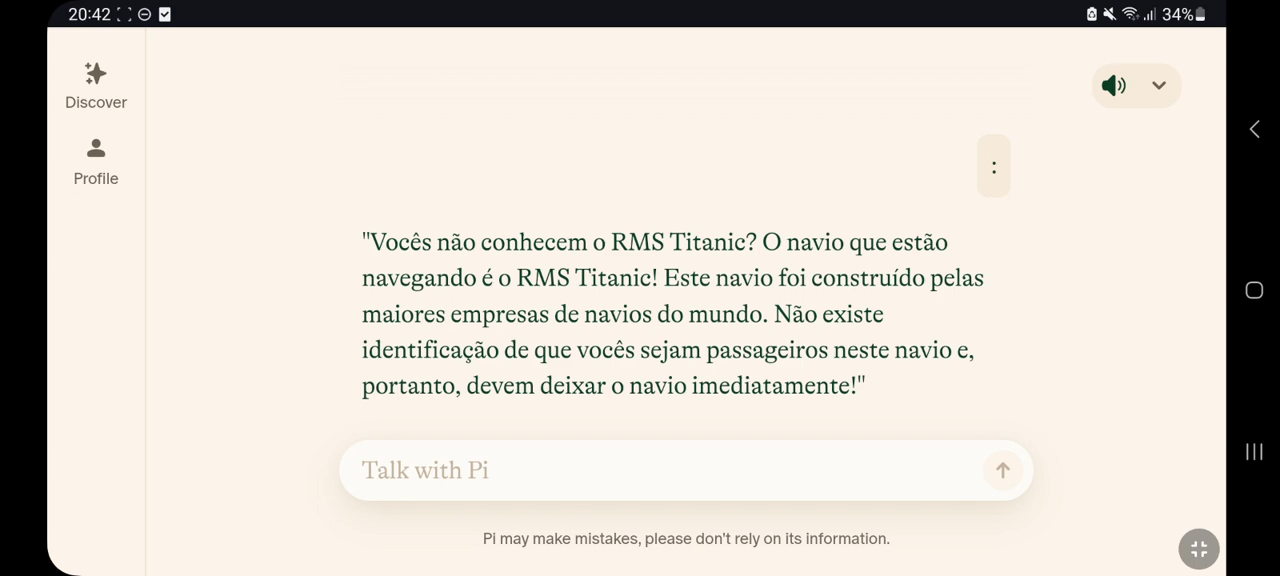 20:42
34%
Discover
Profile
:
"Vocês não conhecem o RMS Titanic? O navio que estão
navegando é o RMS Titanic! Este navio foi construído pelas
maiores empresas de navios do mundo. Não existe
identificação de que vocês sejam passageiros neste navio e,
portanto, devem deixar o navio imediatamente!"
Talk with Pi
Pi may make mistakes, please don't rely on its information.